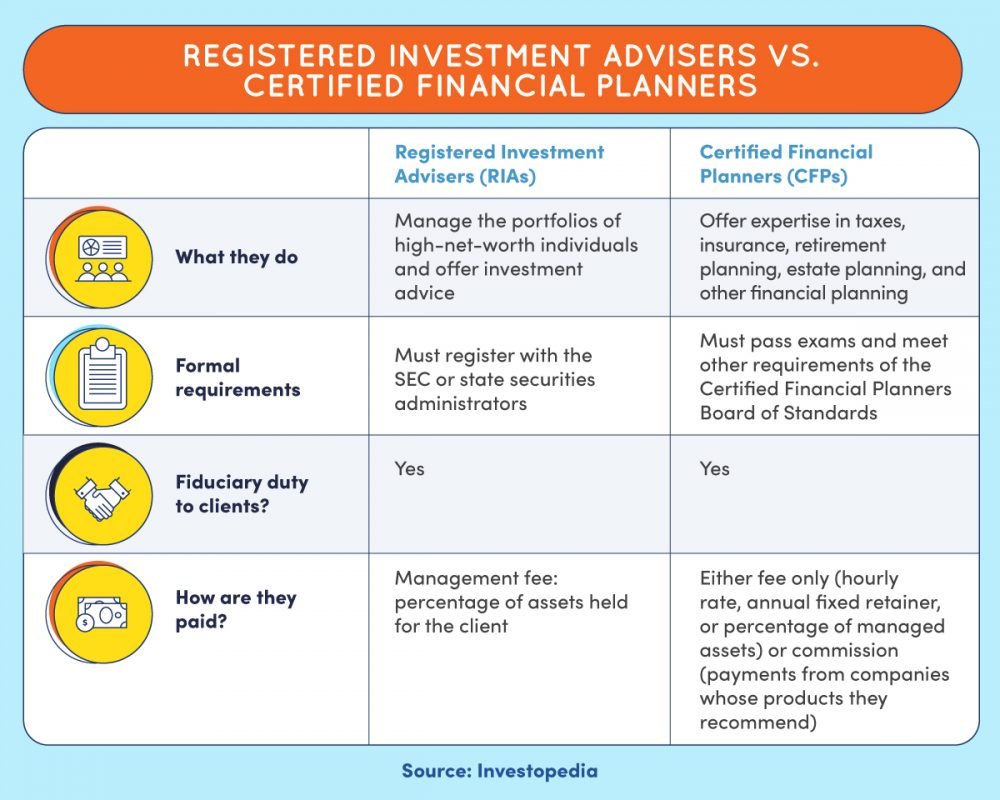 REGISTERED INVESTMENT ADVISERS VS.
CERTIFIED FINANCIAL PLANNERS
Registered Investment
Advisers (RIAs)
Certified Financial
Planners (CFPs)
What they do
Manage the portfolios of
high-net-worth individuals
and offer investment
advice
Offer expertise in taxes,
insurance, retirement
planning, estate planning, and
other financial planning
Formal
requirements
Must register with the
SEC or state securities
administrators
Must pass exams and meet
other requirements of the
Certified Financial Planners
Board of Standards
Fiduciary duty
to clients?
Yes
Yes
How are they
paid?
Management fee:
percentage of assets held
for the client
Either fee only (hourly
rate, annual fixed retainer,
or percentage of managed
assets) or commission
(payments from companies
whose products they
recommend)
$
Source: Investopedia